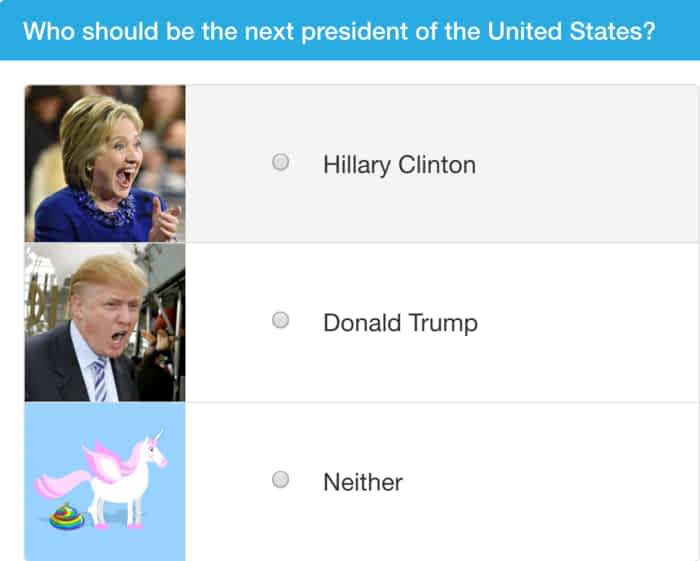 Who should be the next president of the United States?
Hillary Clinton
Donald Trump
Neither